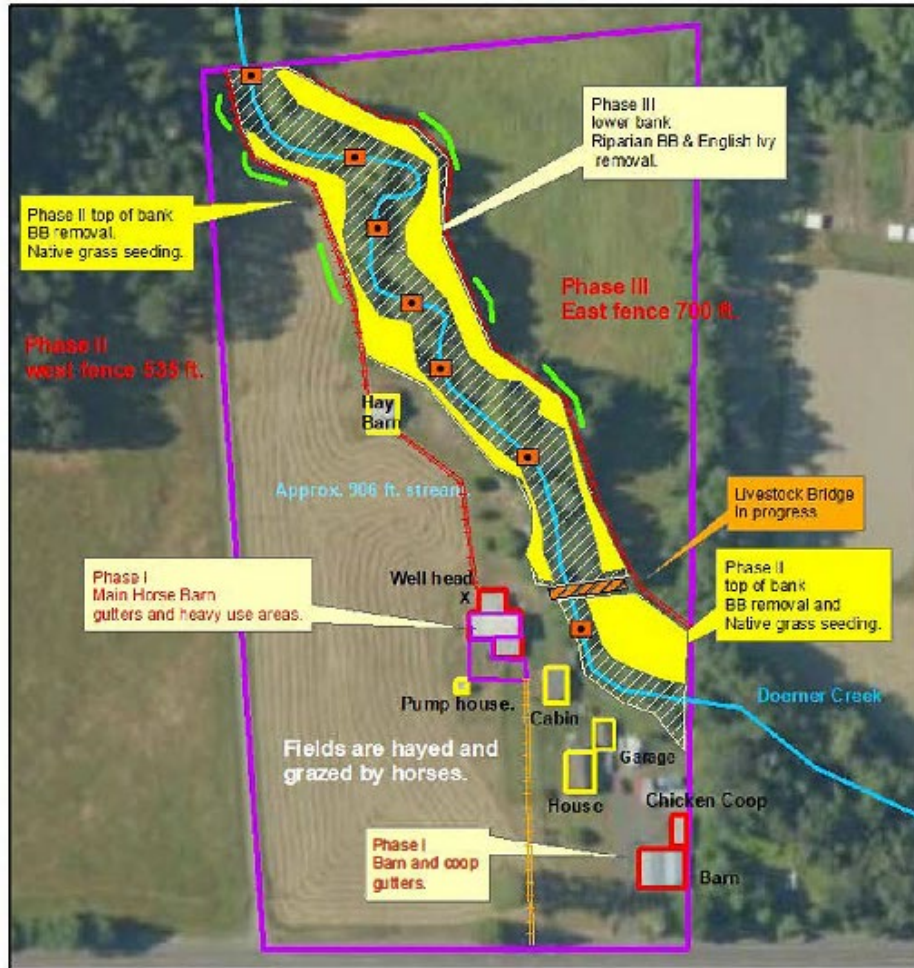 Phase III
lower bank
Riparian BB & English Ivy
removal.
Phase II top of bank
BB removal.
Native grass seeding.
Phase III
East fence 700 ft.
Phase II
west fence 535 ft.
Hay
Barn
Approx. 906 ft. stream.
Livestock Bridge
In progress
Phase II
top of bank
BB removal and
Native grass seeding.
Phase I
Main Horse Barn
gutters and heavy use areas.
Well head
X
Pump house.
Cabin
Doerner Creek
Fields are hayed and
grazed by horses.
Garage
House
Chicken Coop
Phase I
Barn and coop
gutters.
Barn